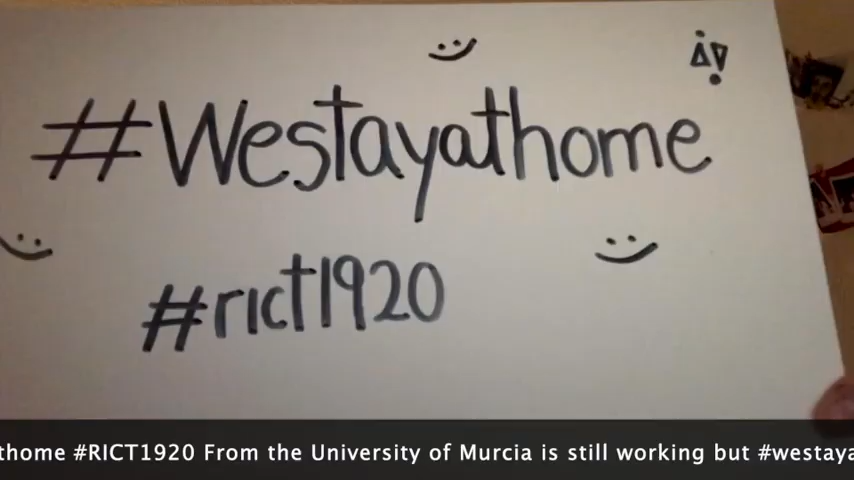 #Westayathome
#rict1920
thome #RICT1920 From the University of Murcia is still working but #westaya